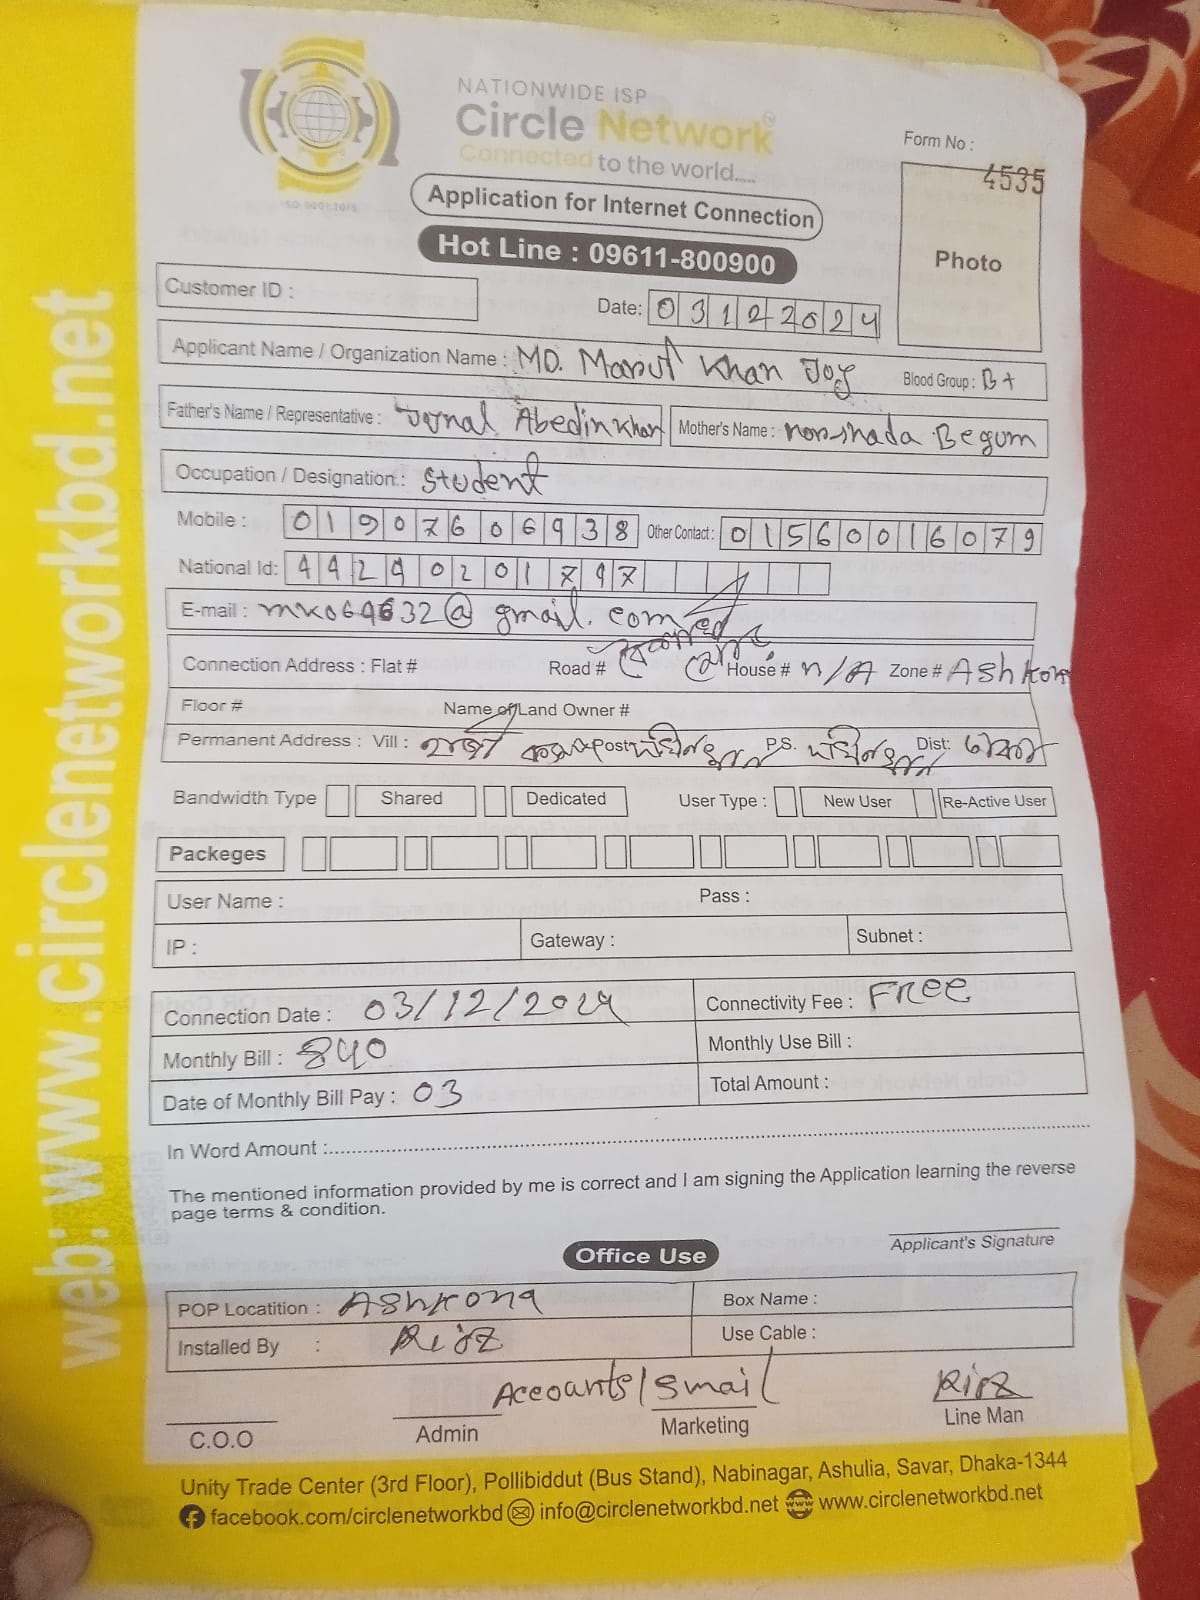 NATIONWIDE ISP
Circle Network
Connected to the world.....
ISO 9001:2015
Form No :
4535
Application for Internet Connection
Hot Line : 09611-800900
Photo
Customer ID :
Date: 03122024
Applicant Name / Organization Name : MD. Maruf Khan Joy Blood Group : B+
Father's Name / Representative : Abedin Khan Mother's Name : Begum
Occupation / Designation : Student
Mobile : 01907606938 Other Contact : 01560016079
National Id: 44290201797
E-mail : mk064632@gmail.com
Connection Address : Flat # Road # House # n/A Zone # Ashkona
Floor # Name of Land Owner #
Permanent Address : Vill : Post P.S. Dist:
Bandwidth Type Shared Dedicated User Type : New User Re-Active User
Packeges
User Name : Pass :
IP : Gateway : Subnet :
Connection Date : 03/12/2024 Connectivity Fee : Free
Monthly Bill : 840 Monthly Use Bill :
Date of Monthly Bill Pay : 03 Total Amount :
In Word Amount :
The mentioned information provided by me is correct and I am signing the Application learning the reverse
page terms & condition.
Applicant's Signature
Office Use
POP Locatition : Ashkona Box Name :
Installed By : Use Cable :
Accounts/Smail
C.O.O Admin Marketing Line Man
Unity Trade Center (3rd Floor), Pollibiddut (Bus Stand), Nabinagar, Ashulia, Savar, Dhaka-1344
facebook.com/circlenetworkbd info@circlenetworkbd.net www.circlenetworkbd.net
web: www.circlenetworkbd.net